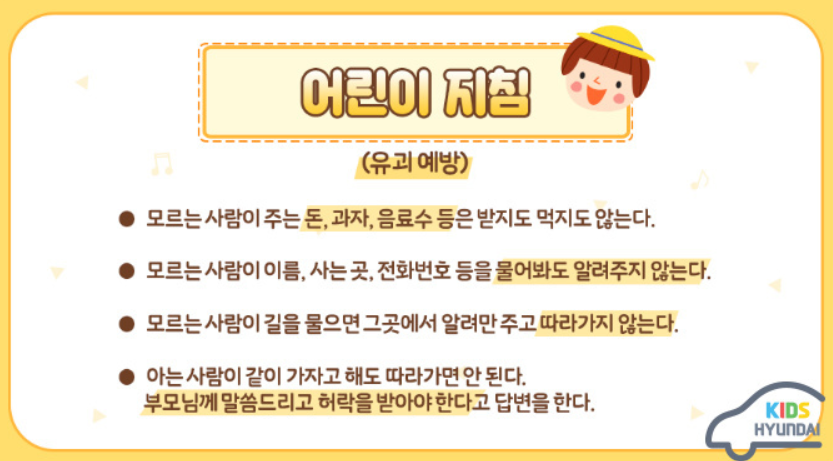 어린이 지침
(유괴 예방)
● 모르는 사람이 주는 돈, 과자, 음료수 등은 받지도 먹지도 않는다.
● 모르는 사람이 이름, 사는 곳, 전화번호 등을 물어봐도 알려주지 않는다.
● 모르는 사람이 길을 물으면 그곳에서 알려만 주고 따라가지 않는다.
● 아는 사람이 같이 가자고 해도 따라가면 안 된다.
부모님께 말씀드리고 허락을 받아야 한다고 답변을 한다.
KIDS
HYUNDAI